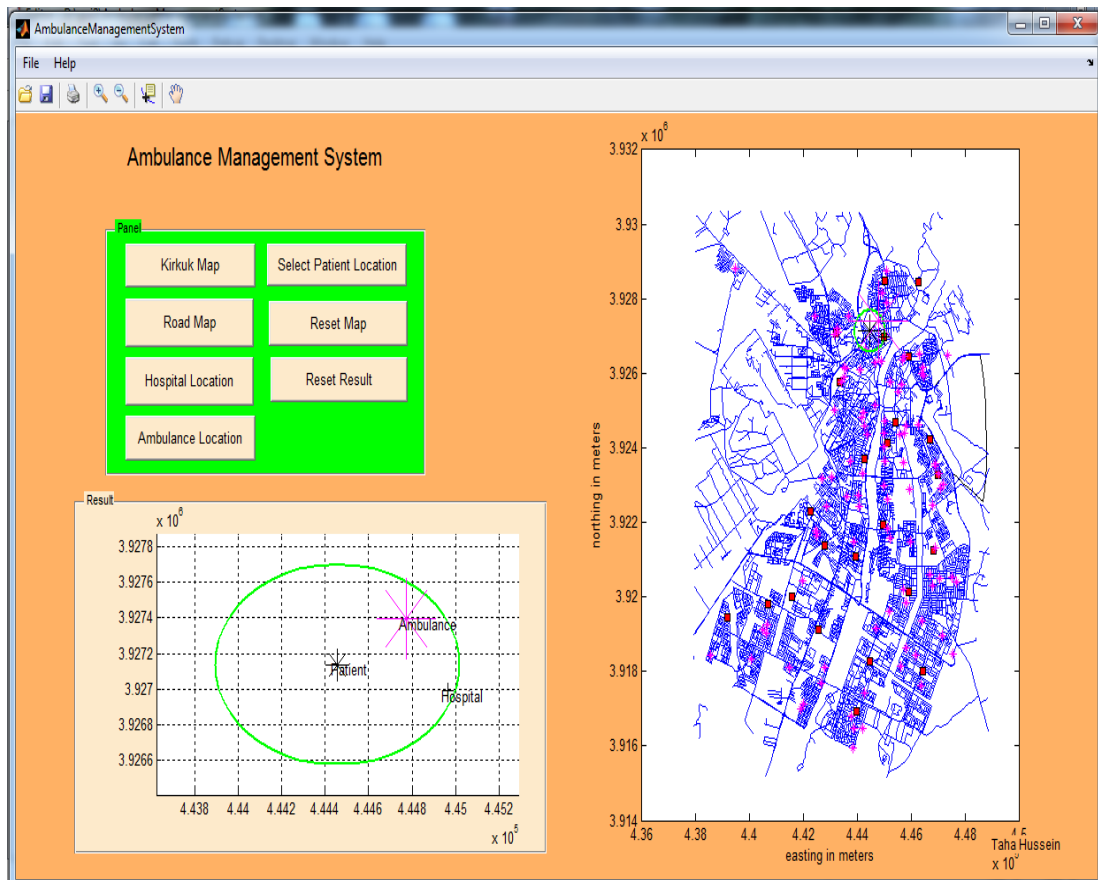 AmbulanceManagementSystem
File Help
Ambulance Management System
Panel
Kirkuk Map
Select Patient Location
Road Map
Reset Map
Hospital Location
Reset Result
Ambulance Location
Result
x 10^6
3.9278
3.9276
3.9274
3.9272
3.927
3.9268
3.9266
Ambulance
Patient
Hospital
4.438 4.44 4.442 4.444 4.446 4.448 4.45 4.452
x 10^5
x 10^6
3.932
3.93
3.928
3.926
3.924
3.922
3.92
3.918
3.916
3.914
northing in meters
4.36 4.38 4.4 4.42 4.44 4.46 4.48
easting in meters
Taha Hussein